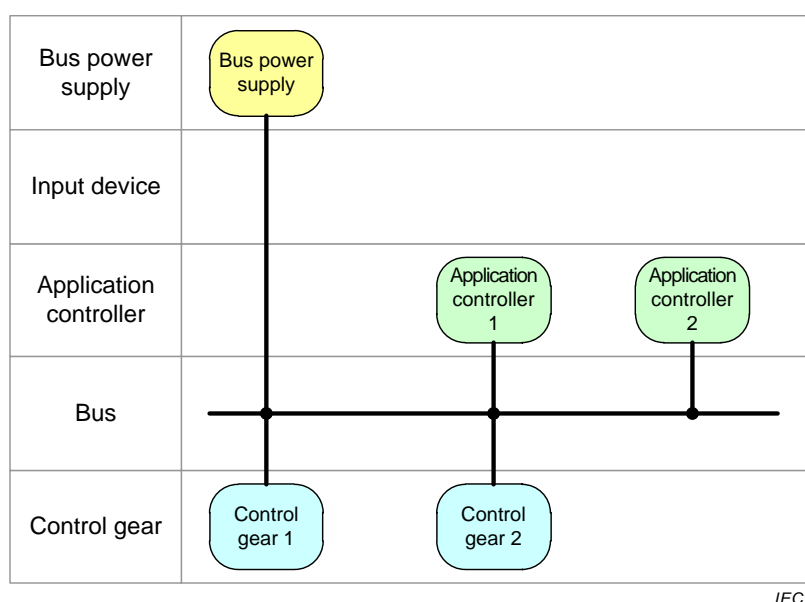 Bus power
supply
Bus power
supply
Input device
Application
controller
Application
controller
1
Application
controller
2
Bus
Control gear
Control
gear 1
Control
gear 2
IEC